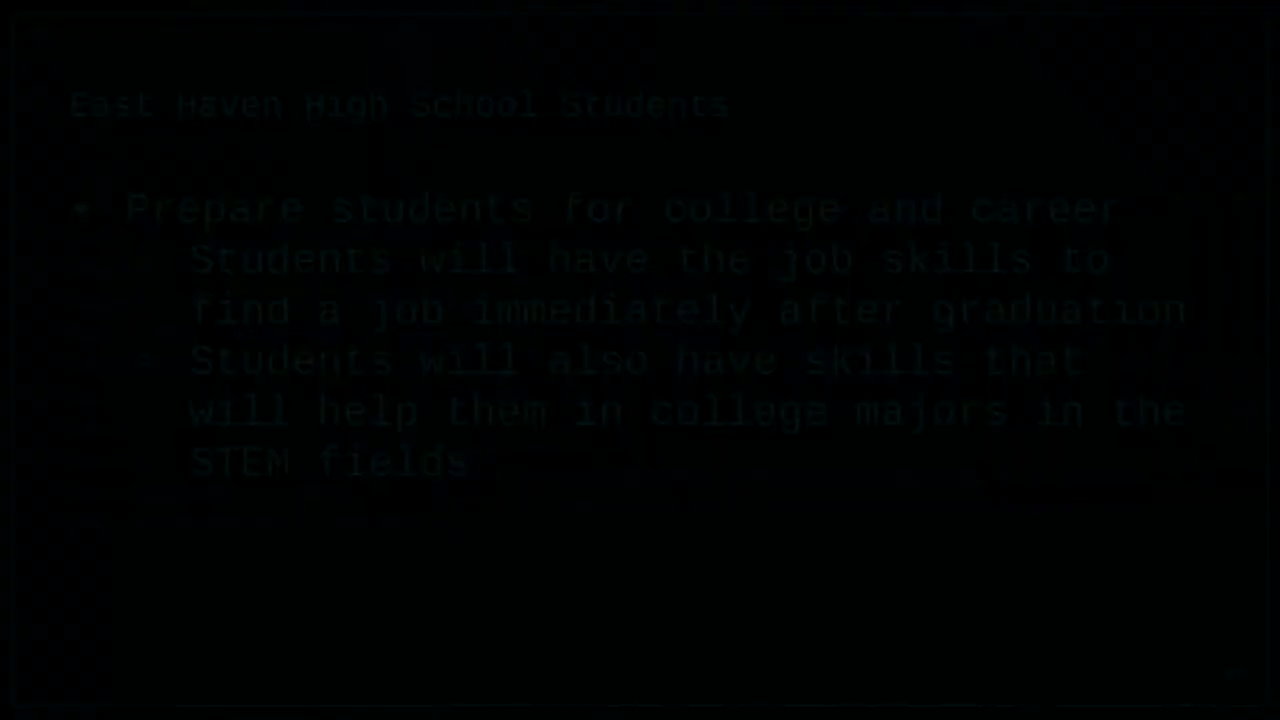 East Haven High School Students
• Prepare students for college and career
Students will have the job skills to
find a job immediately after graduation
Students will also have skills that
will help them in college majors in the
STEM fields